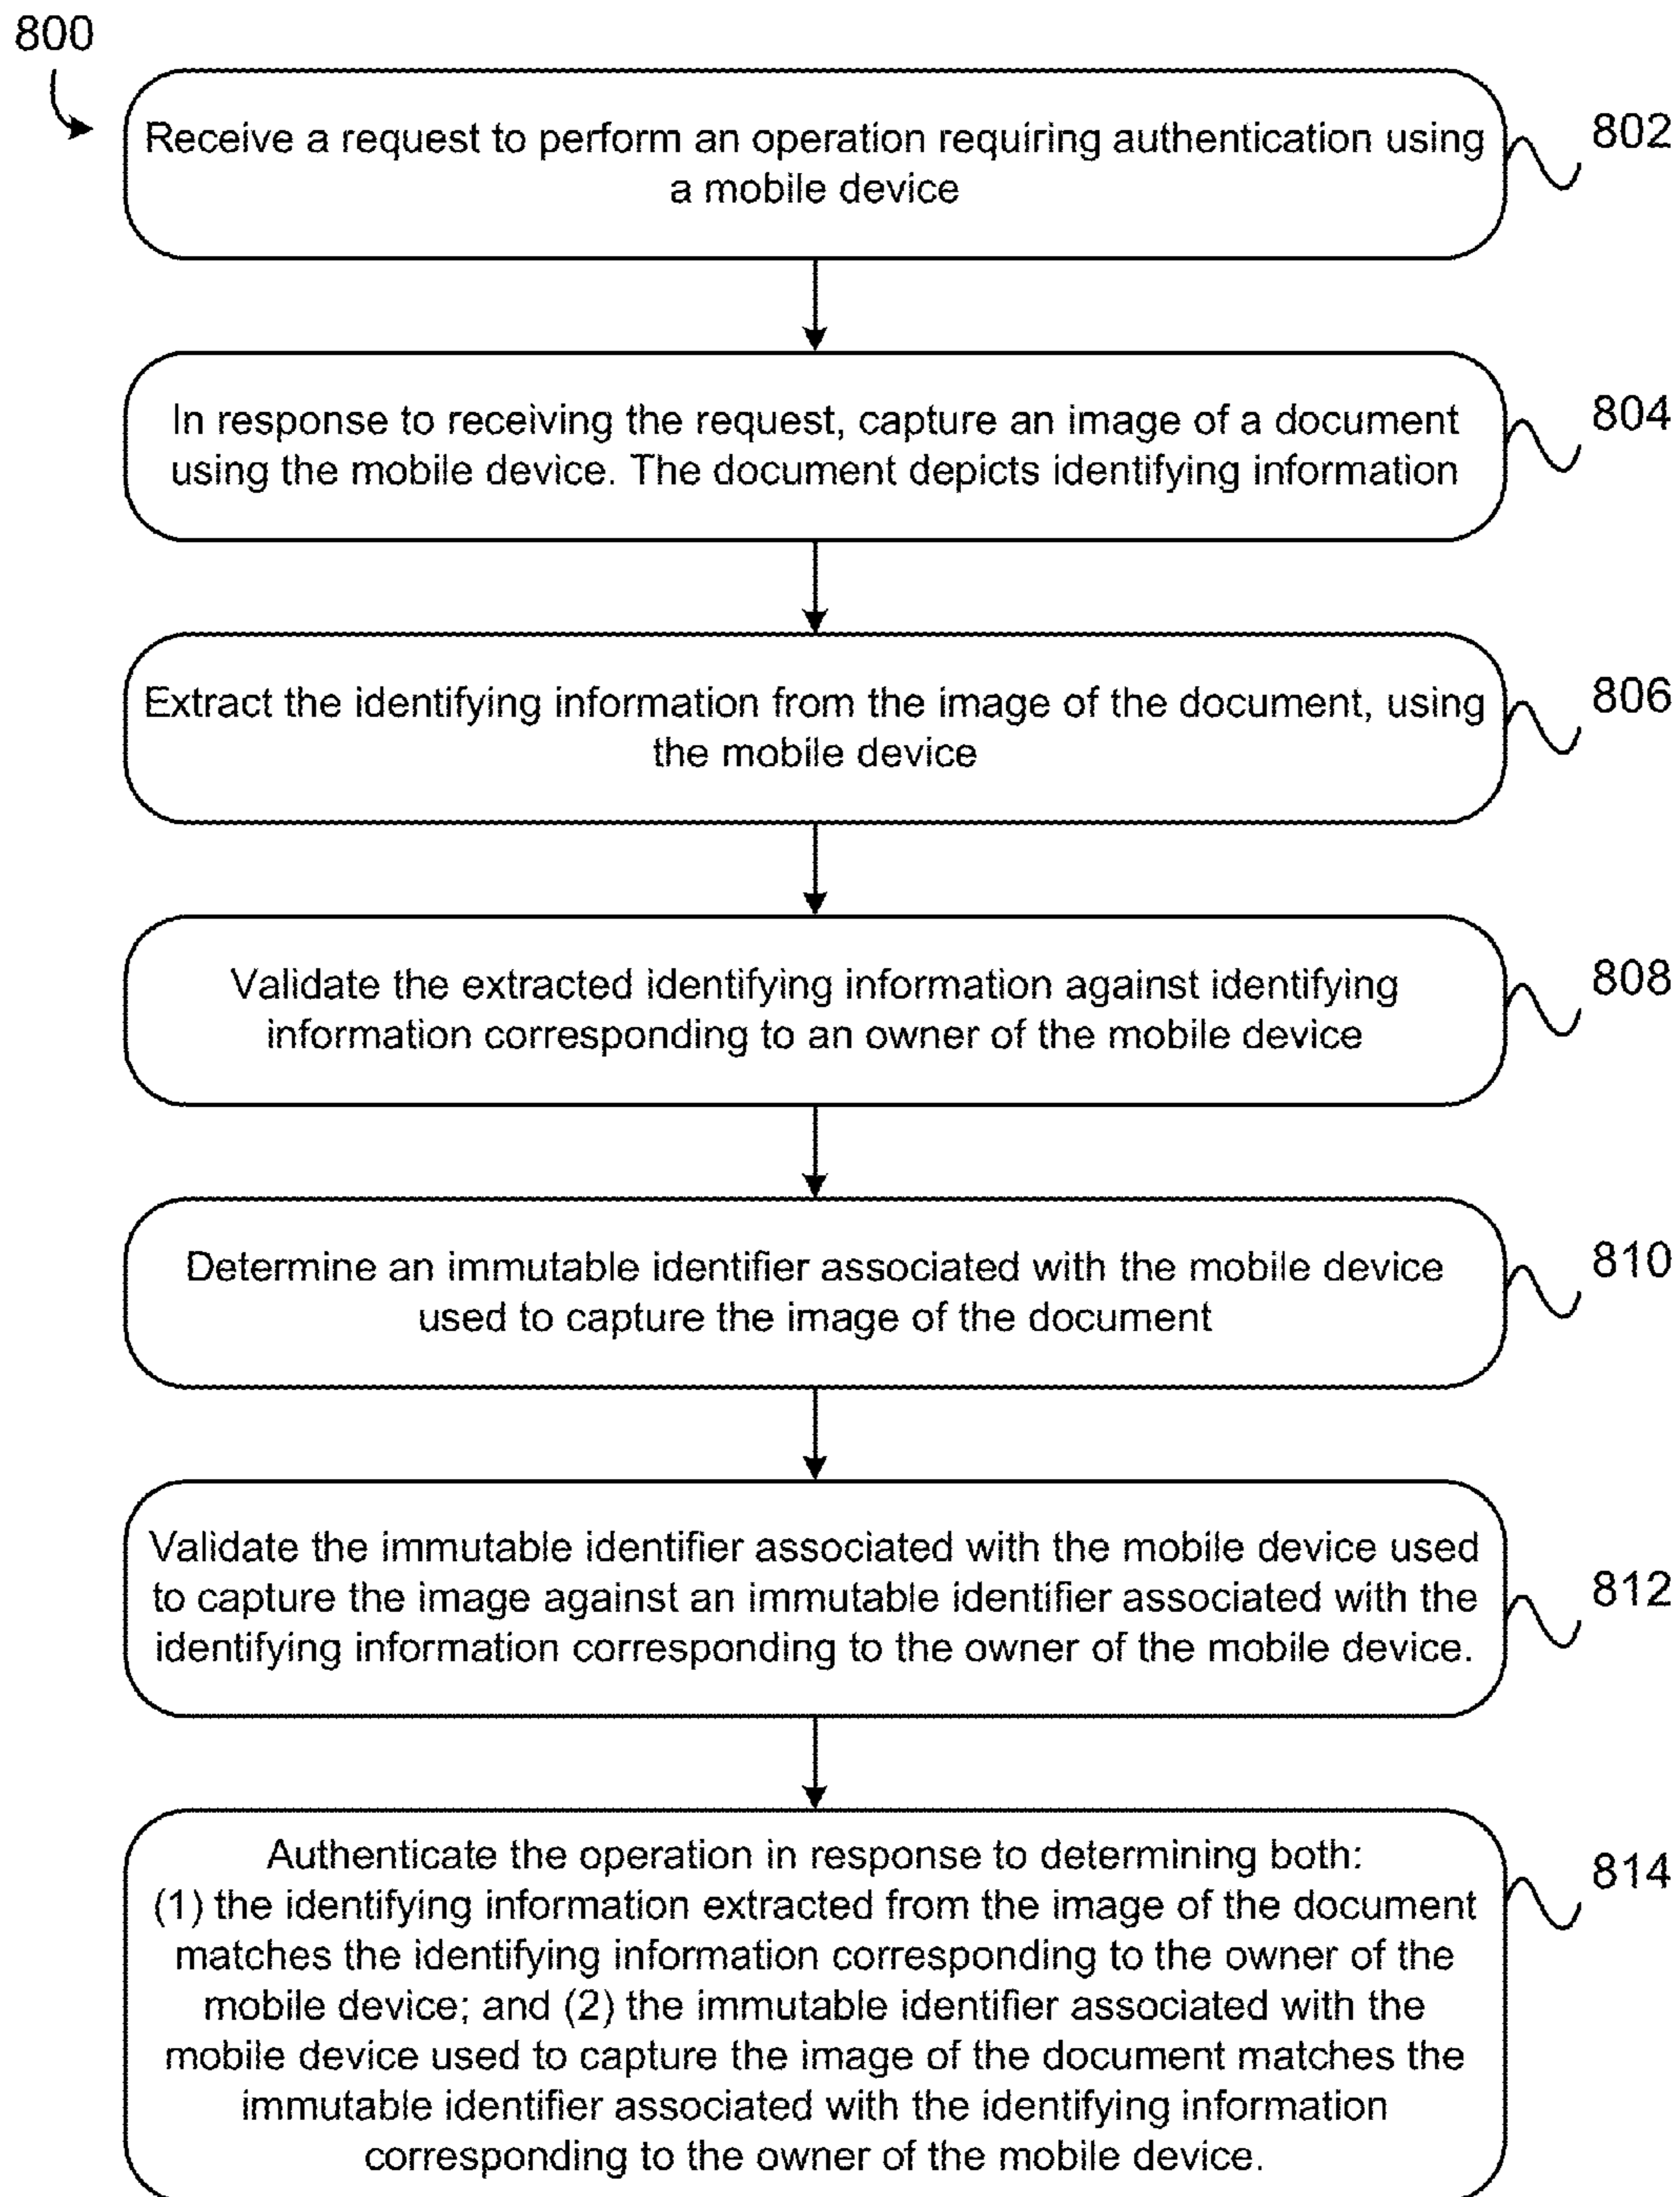 800
Receive a request to perform an operation requiring authentication using
a mobile device
802
In response to receiving the request, capture an image of a document
using the mobile device. The document depicts identifying information
804
Extract the identifying information from the image of the document, using
the mobile device
806
Validate the extracted identifying information against identifying
information corresponding to an owner of the mobile device
808
Determine an immutable identifier associated with the mobile device
used to capture the image of the document
810
Validate the immutable identifier associated with the mobile device used
to capture the image against an immutable identifier associated with the
identifying information corresponding to the owner of the mobile device.
812
Authenticate the operation in response to determining both:
(1) the identifying information extracted from the image of the document
matches the identifying information corresponding to the owner of the
mobile device; and (2) the immutable identifier associated with the
mobile device used to capture the image of the document matches the
immutable identifier associated with the identifying information
corresponding to the owner of the mobile device.
814